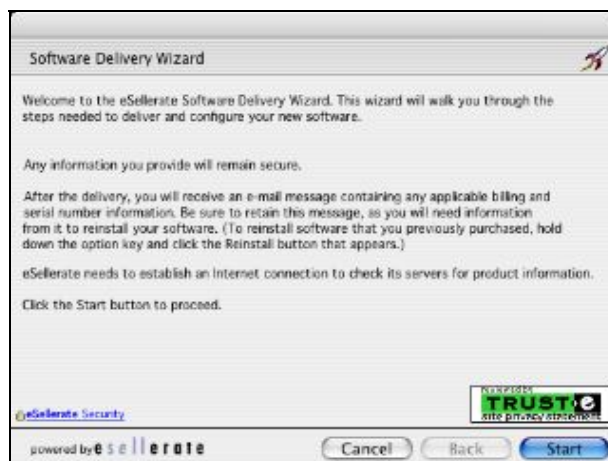 Software Delivery Wizard
Welcome to the eSellerate Software Delivery Wizard. This wizard will walk you through the
steps needed to deliver and configure your new software.
Any information you provide will remain secure.
After the delivery, you will receive an e-mail message containing any applicable billing and
serial number information. Be sure to retain this message, as you will need information
from it to reinstall your software. (To reinstall software that you previously purchased, hold
down the option key and click the Reinstall button that appears.)
eSellerate needs to establish an Internet connection to check its servers for product information.
Click the Start button to proceed.
TRUSTe
site privacy statement
eSellerate Security
powered by esellerate
Cancel
Back
Start